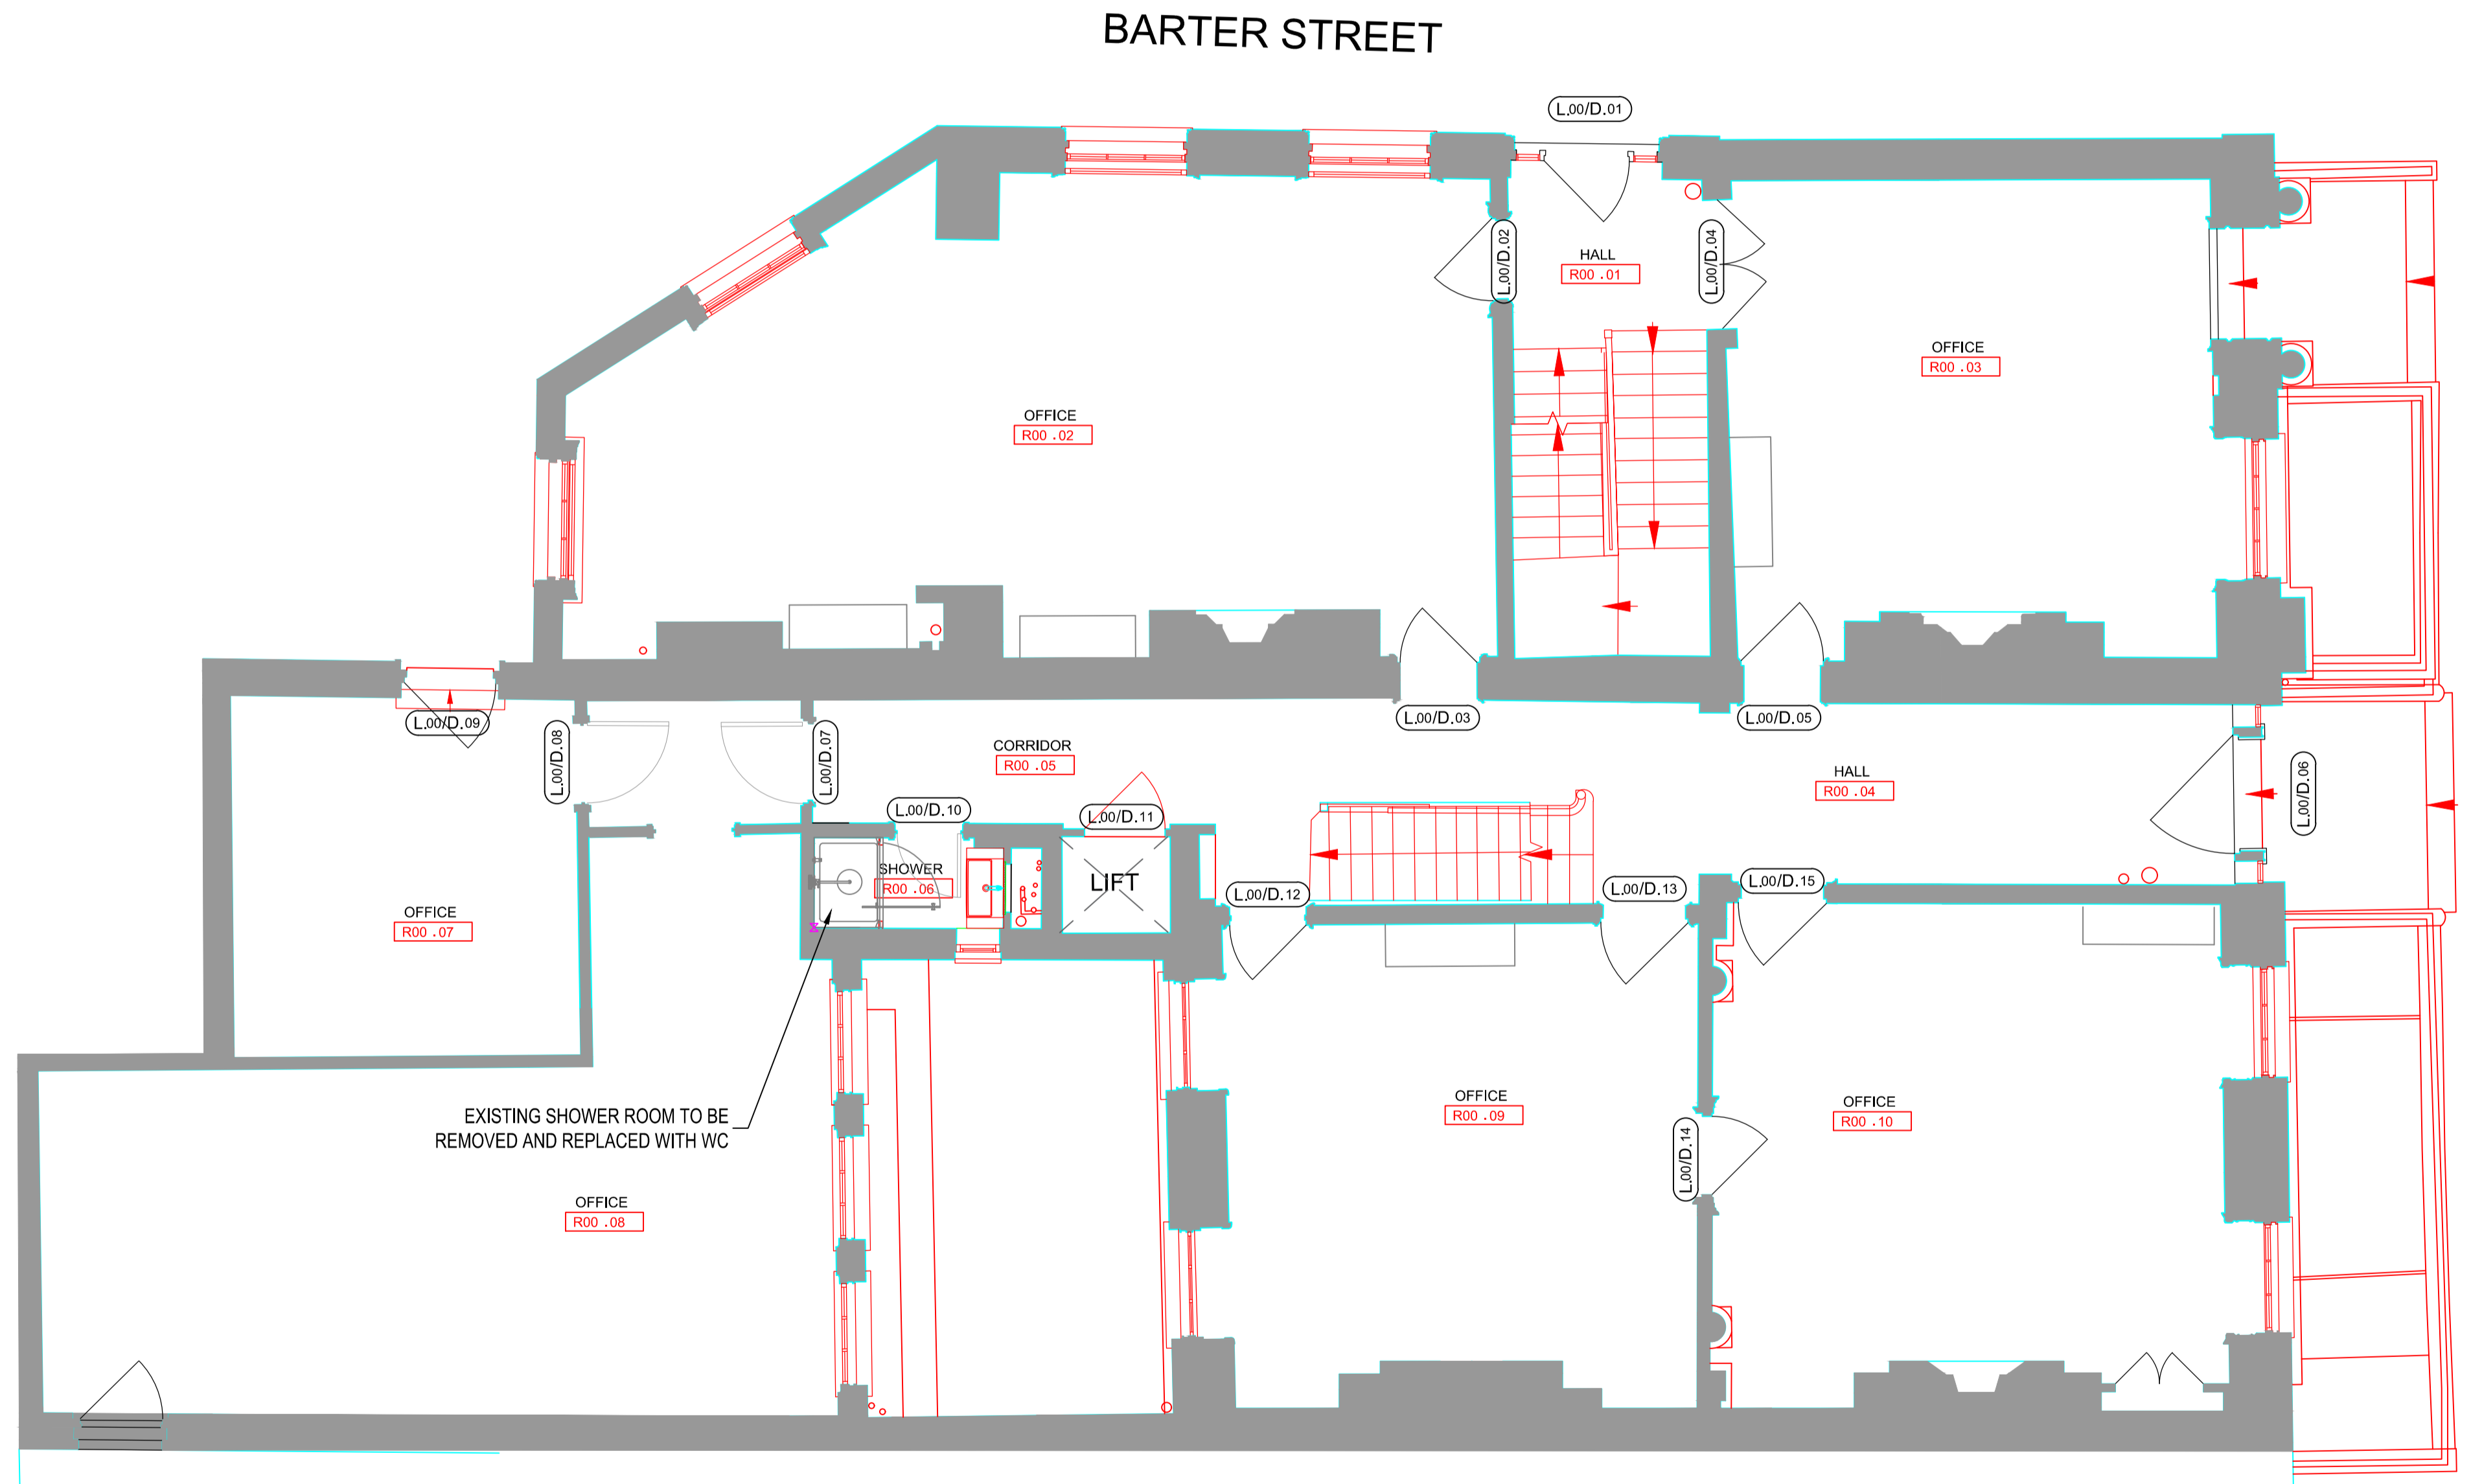 BARTER STREET
L.00/D.01
L.00/D.02
HALL
R00 .01
L.00/D.04
OFFICE
R00 .03
OFFICE
R00 .02
L.00/D.09
L.00/D.08
L.00/D.07
CORRIDOR
R00 .05
L.00/D.03
L.00/D.05
HALL
R00 .04
L.00/D.06
L.00/D.10
L.00/D.11
SHOWER
R00 .06
LIFT
L.00/D.12
L.00/D.13
L.00/D.15
OFFICE
R00 .07
EXISTING SHOWER ROOM TO BE
REMOVED AND REPLACED WITH WC
OFFICE
R00 .09
L.00/D.14
OFFICE
R00 .10
OFFICE
R00 .08